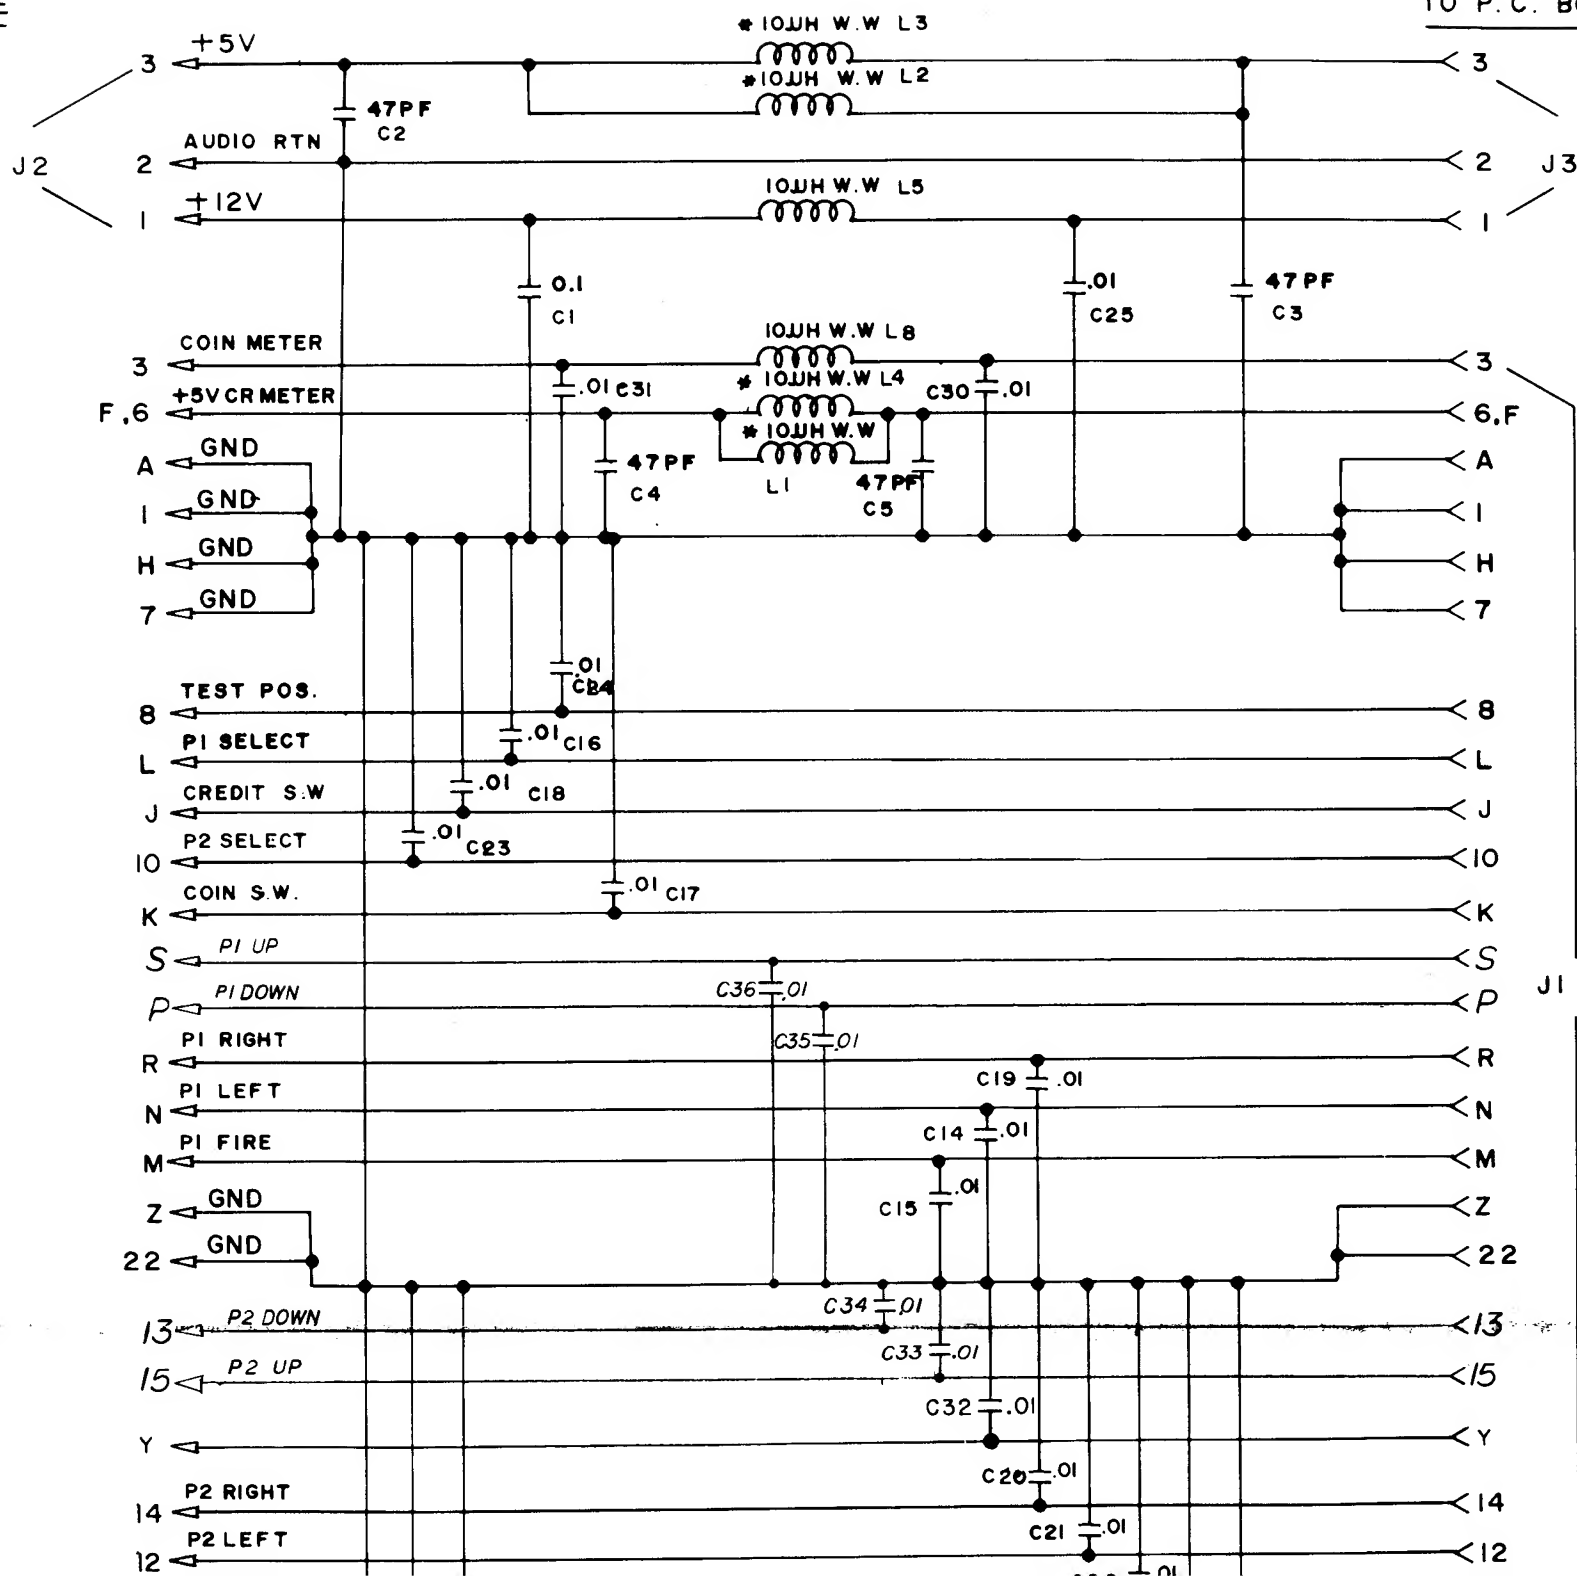 TO P.C.
* 10µH W.W L3
+5V
3
3
* 10µH W.W L2
47PF
C2
AUDIO RTN
2
2
J2
J3
10µH W.W L5
+12V
1
1
0.1
C1
.01
C25
47PF
C3
COIN METER
10µH W.W L8
3
3
.01 C31
C30 .01
+5V CR METER
* 10µH W.W L4
F,6
6,F
* 10µH W.W
L1
47PF
C4
47PF
C5
GND
A
A
GND
1
1
GND
H
H
GND
7
7
.01
TEST POS.
8
8
P1 SELECT
.01 C16
L
L
CREDIT S.W
.01 C18
J
J
P2 SELECT
.01 C23
10
10
COIN S.W.
.01 C17
K
K
P1 UP
S
S
P1 DOWN
C36 .01
J1
P
P
P1 RIGHT
C35 .01
R
R
P1 LEFT
C19 .01
N
N
P1 FIRE
C14 .01
M
M
GND
C15 .01
Z
Z
GND
22
22
P2 DOWN
C34 .01
13
13
P2 UP
C33 .01
15
15
C32 .01
Y
Y
P2 RIGHT
C20 .01
14
14
P2 LEFT
C21 .01
12
12
.01